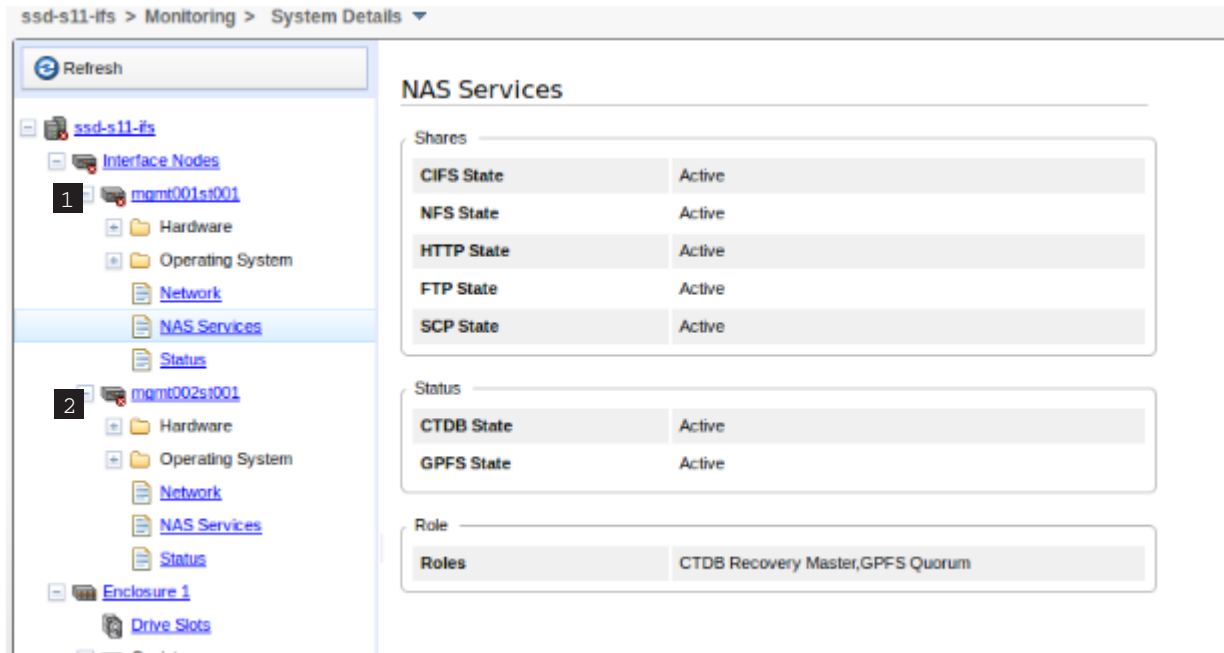 ssd-s11-ifs > Monitoring > System Details
Refresh
ssd-s11-ifs
Interface Nodes
1
mgmt001st001
Hardware
Operating System
Network
NAS Services
Status
2
mgmt002st001
Hardware
Operating System
Network
NAS Services
Status
Enclosure 1
Drive Slots
NAS Services
Shares
CIFS State Active
NFS State Active
HTTP State Active
FTP State Active
SCP State Active
Status
CTDB State Active
GPFS State Active
Role
Roles CTDB Recovery Master,GPFS Quorum